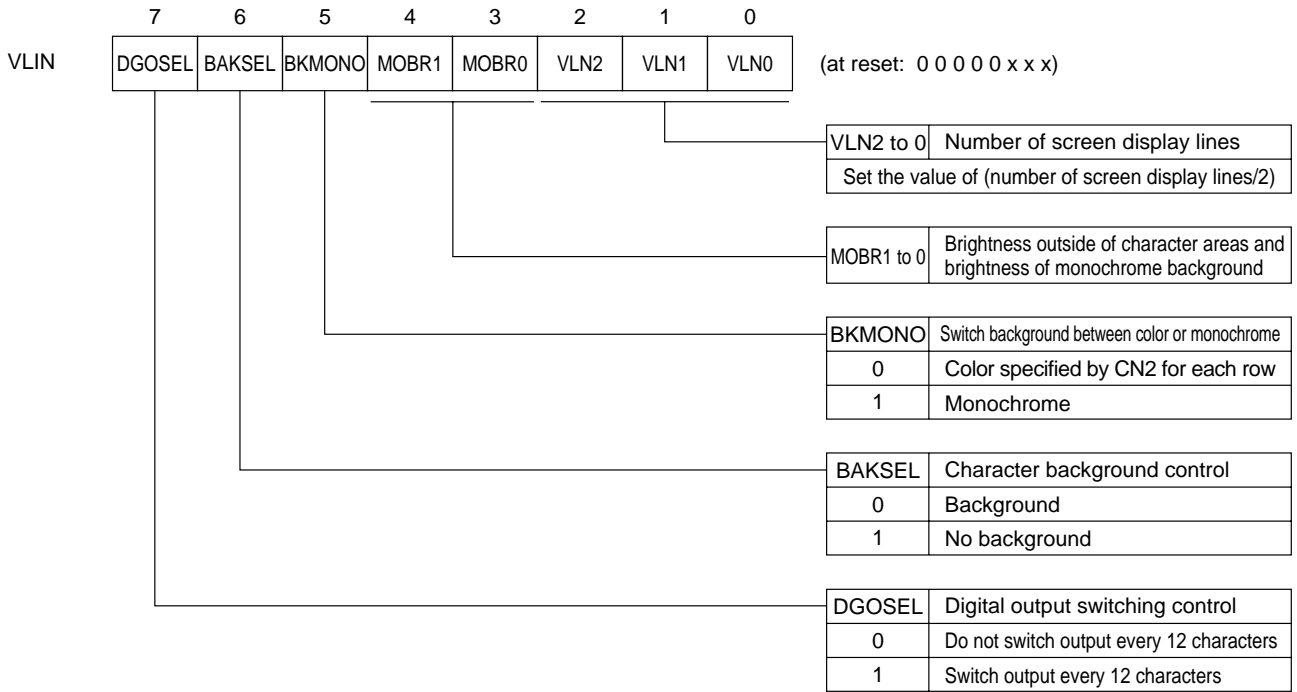 7 6 5 4 3 2 1 0
VLIN DGOSEL BAKSEL BKMONO MOBR1 MOBR0 VLN2 VLN1 VLN0 (at reset: 0 0 0 0 0 x x x)
VLN2 to 0 Number of screen display lines
Set the value of (number of screen display lines/2)
MOBR1 to 0 Brightness outside of character areas and
brightness of monochrome background
BKMONO Switch background between color or monochrome
0 Color specified by CN2 for each row
1 Monochrome
BAKSEL Character background control
0 Background
1 No background
DGOSEL Digital output switching control
0 Do not switch output every 12 characters
1 Switch output every 12 characters